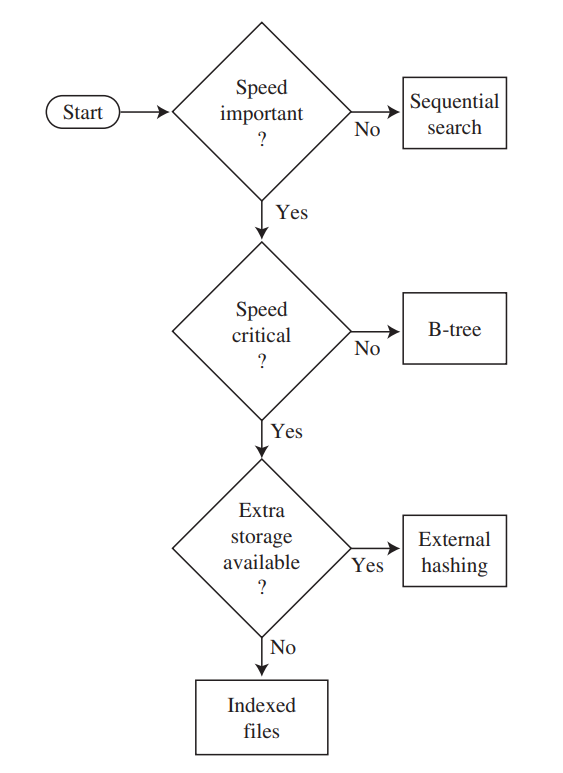 Start
Speed
important
?
No
Sequential
search
Yes
Speed
critical
?
No
B-tree
Yes
Extra
storage
available
?
Yes
External
hashing
No
Indexed
files